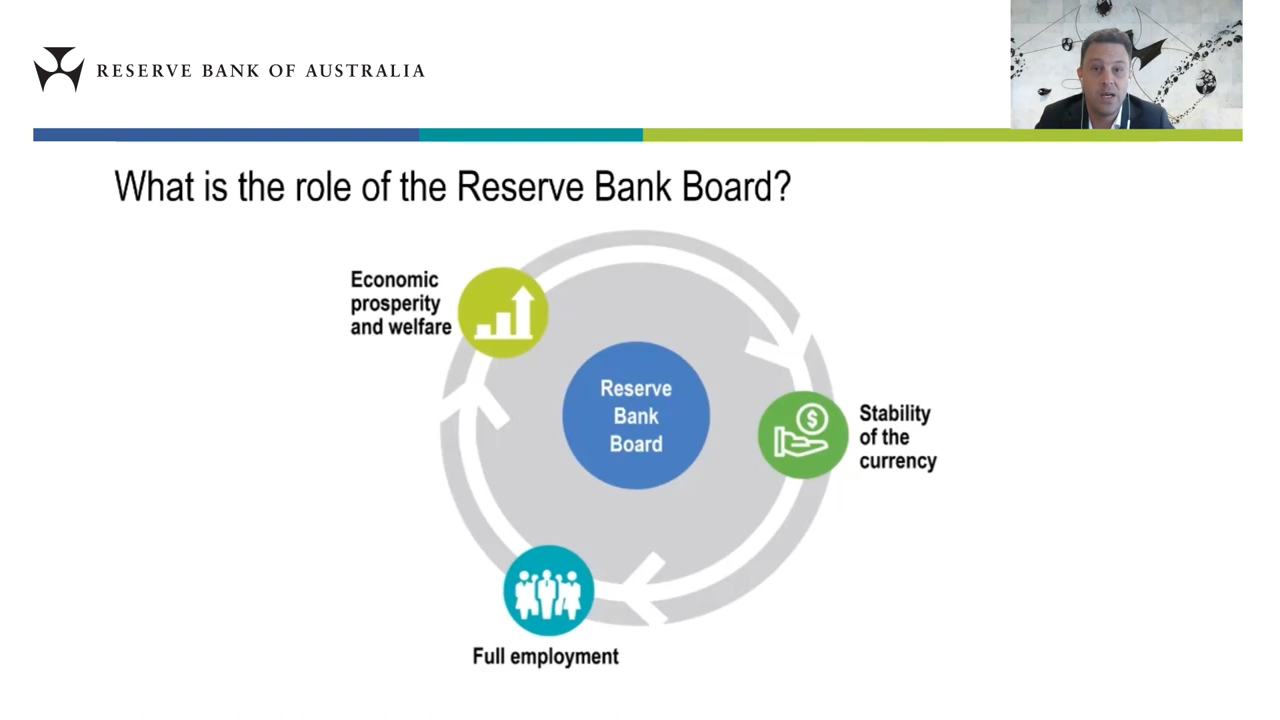 RESERVE BANK OF AUSTRALIA
What is the role of the Reserve Bank Board?
Economic
prosperity
and welfare
Reserve
Bank
Board
$
Stability
of the
currency
Full employment